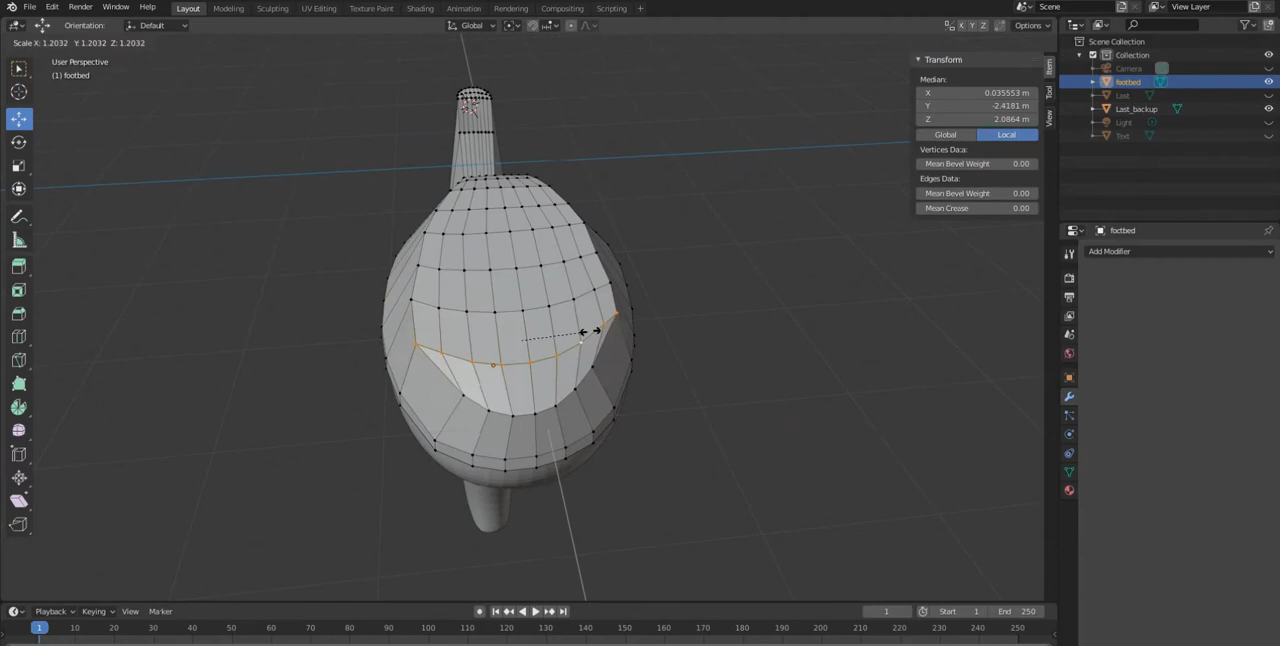 File Edit Render Window Help Layout Modeling Sculpting UV Editing Texture Paint Shading Animation Rendering Compositing Scripting + Scene View Layer
Orientation: Default Global X Y Z Options
Scale X: 1.2032 Y: 1.2032 Z: 1.2032
User Perspective
(1) footbed
Transform
Median:
X 0.035553 m
Y -2.4181 m
Z 2.0864 m
Global Local
Vertices Data:
Mean Bevel Weight 0.00
Edges Data:
Mean Bevel Weight 0.00
Mean Crease 0.00
Item
Tool
View
Scene Collection
Collection
Camera
footbed
Last
Last_backup
Light
Text
footbed
Add Modifier
Playback Keying View Marker 1 Start 1 End 250
1 10 20 30 40 50 60 70 80 90 100 110 120 130 140 150 160 170 180 190 200 210 220 230 240 250